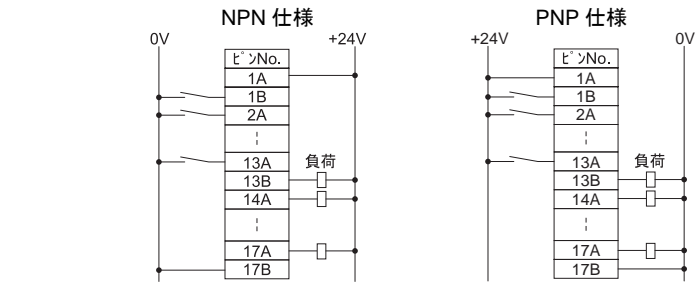 NPN 仕様
0V
+24V
ピンNo.
1A
1B
2A
13A
負荷
13B
14A
17A
17B
PNP 仕様
+24V
0V
ピンNo.
1A
1B
2A
13A
負荷
13B
14A
17A
17B